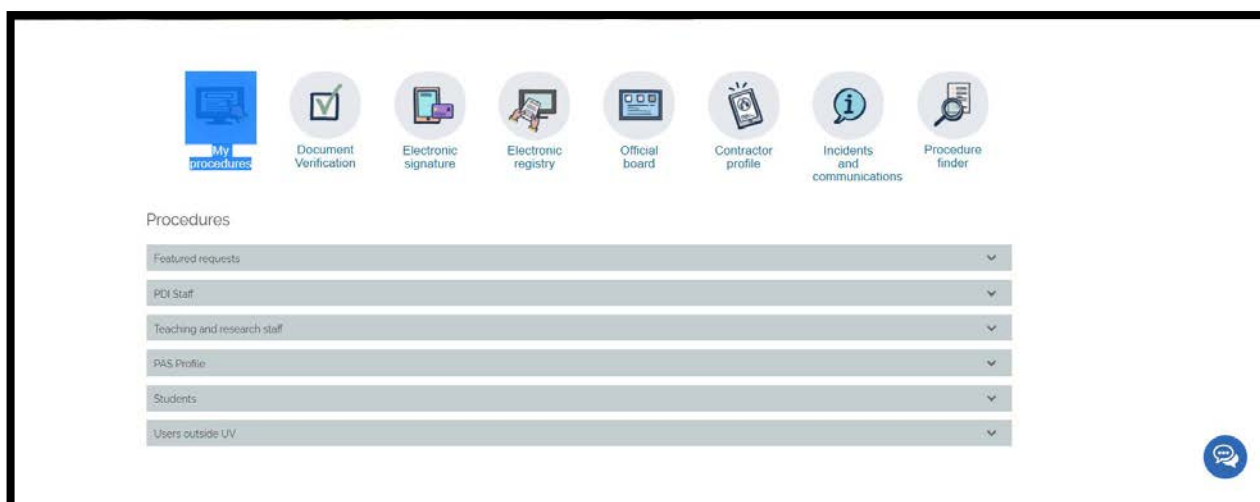 My
procedures
Document
Verification
Electronic
signature
Electronic
registry
Official
board
Contractor
profile
Incidents
and
communications
Procedure
finder
Procedures
Featured requests
PDI Staff
Teaching and research staff
PAS Profile
Students
Users outside UV